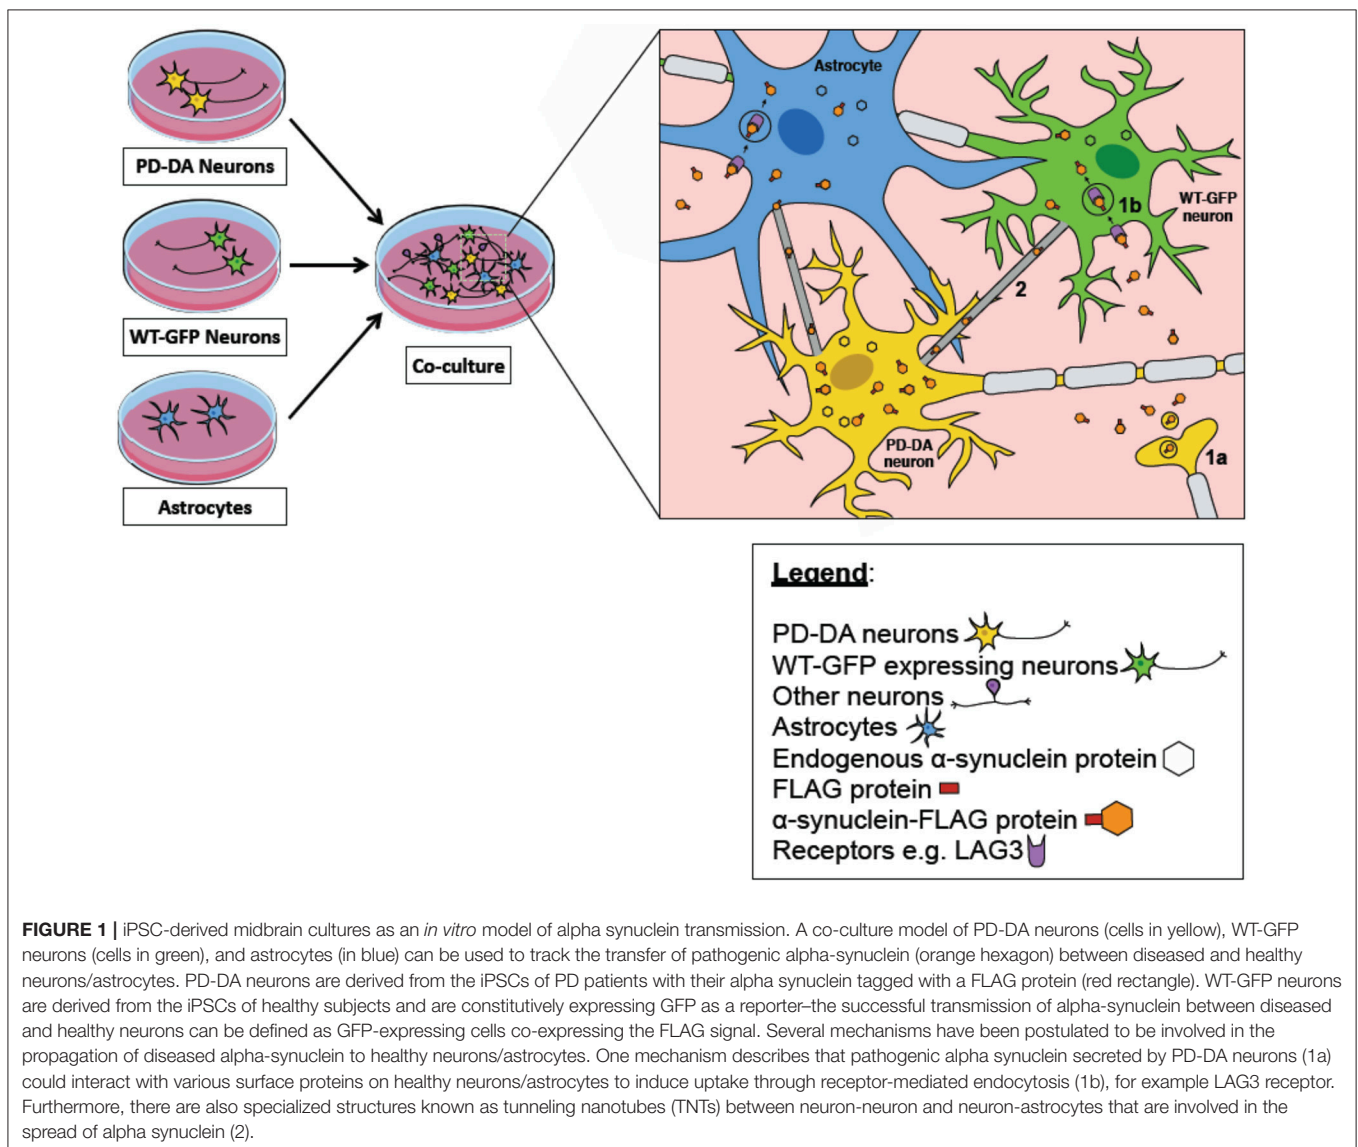 PD-DA Neurons
WT-GFP Neurons
Astrocytes
Co-culture
Astrocyte
WT-GFP
neuron
1b
2
PD-DA
neuron
1a
Legend:
PD-DA neurons
WT-GFP expressing neurons
Other neurons
Astrocytes
Endogenous α-synuclein protein
FLAG protein
α-synuclein-FLAG protein
Receptors e.g. LAG3
FIGURE 1 | iPSC-derived midbrain cultures as an in vitro model of alpha synuclein transmission. A co-culture model of PD-DA neurons (cells in yellow), WT-GFP
neurons (cells in green), and astrocytes (in blue) can be used to track the transfer of pathogenic alpha-synuclein (orange hexagon) between diseased and healthy
neurons/astrocytes. PD-DA neurons are derived from the iPSCs of PD patients with their alpha synuclein tagged with a FLAG protein (red rectangle). WT-GFP neurons
are derived from the iPSCs of healthy subjects and are constitutively expressing GFP as a reporter–the successful transmission of alpha-synuclein between diseased
and healthy neurons can be defined as GFP-expressing cells co-expressing the FLAG signal. Several mechanisms have been postulated to be involved in the
propagation of diseased alpha-synuclein to healthy neurons/astrocytes. One mechanism describes that pathogenic alpha synuclein secreted by PD-DA neurons (1a)
could interact with various surface proteins on healthy neurons/astrocytes to induce uptake through receptor-mediated endocytosis (1b), for example LAG3 receptor.
Furthermore, there are also specialized structures known as tunneling nanotubes (TNTs) between neuron-neuron and neuron-astrocytes that are involved in the
spread of alpha synuclein (2).